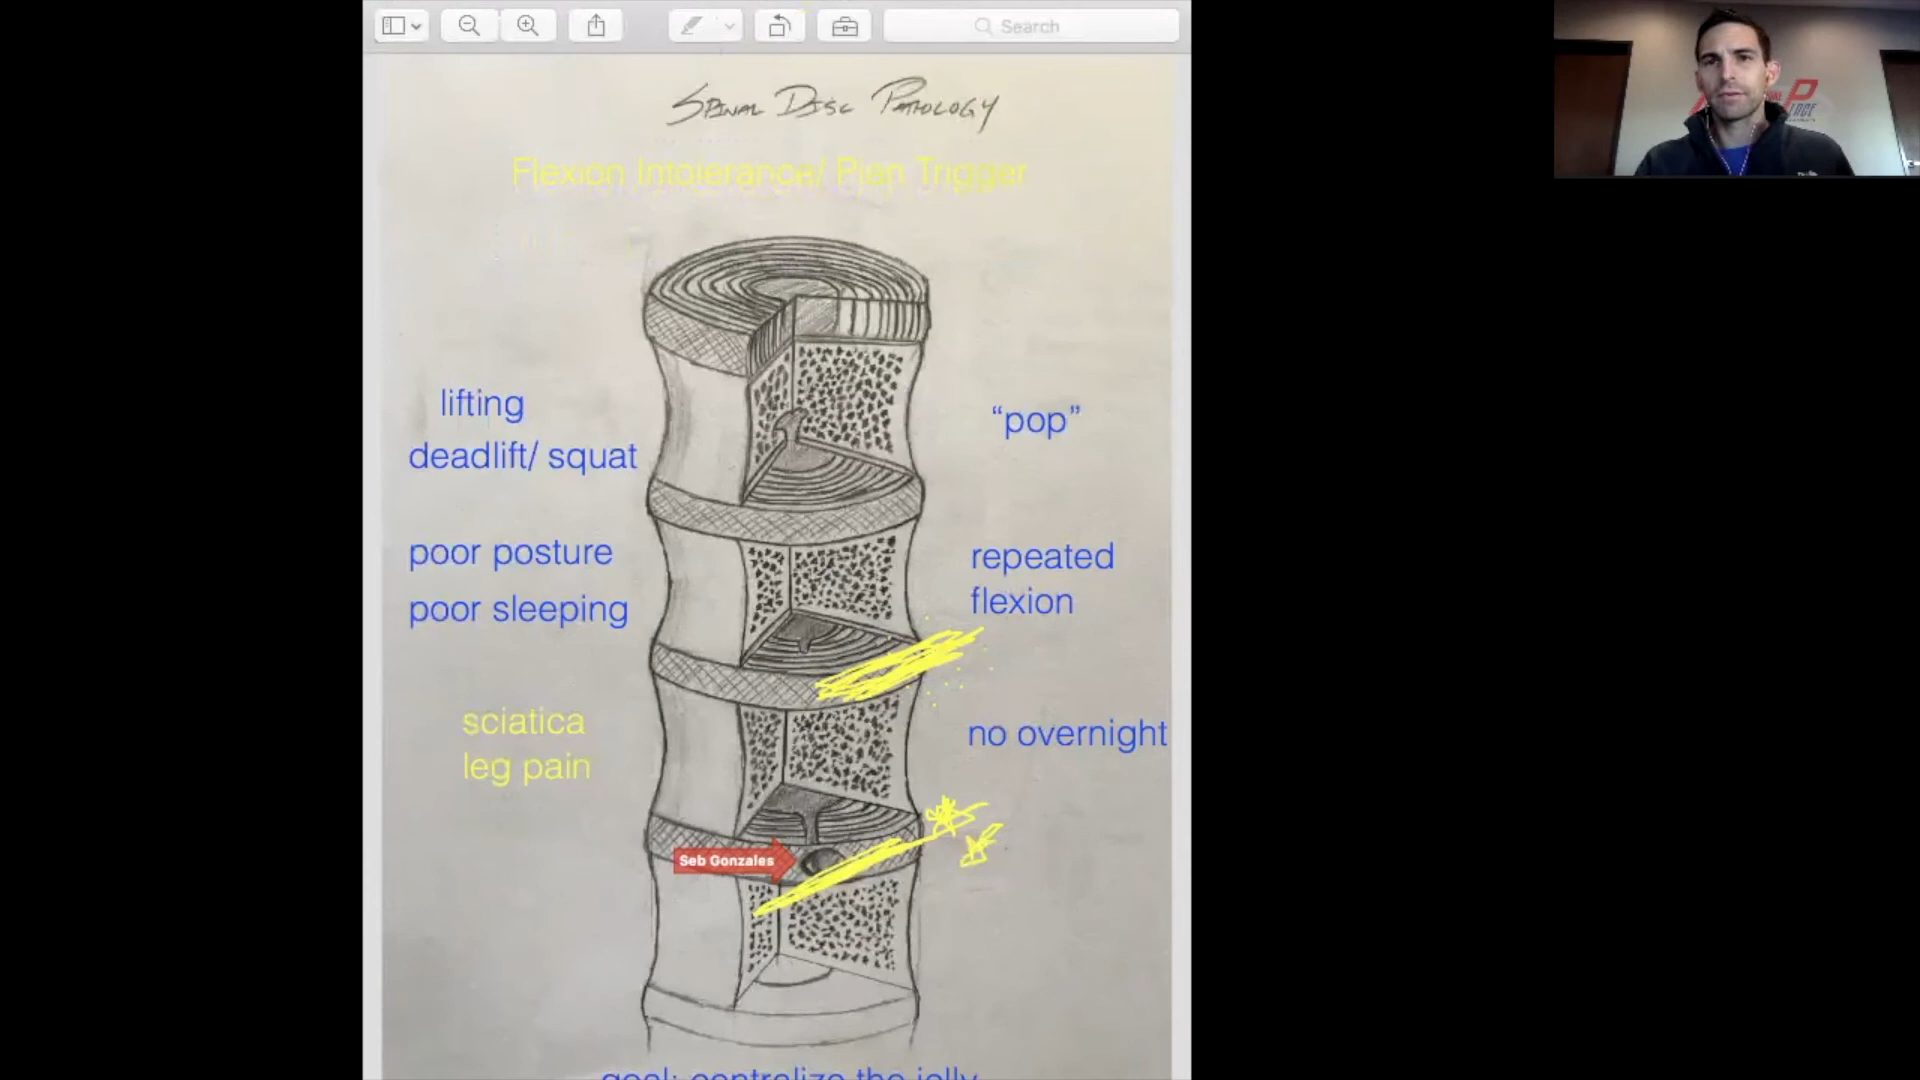 Search
Spinal Disc Pathology
Flexion Intolerance/ Pian Trigger
lifting
deadlift/ squat
"pop"
poor posture
poor sleeping
repeated
flexion
sciatica
leg pain
no overnight
Seb Gonzales
goal: centralize the jelly